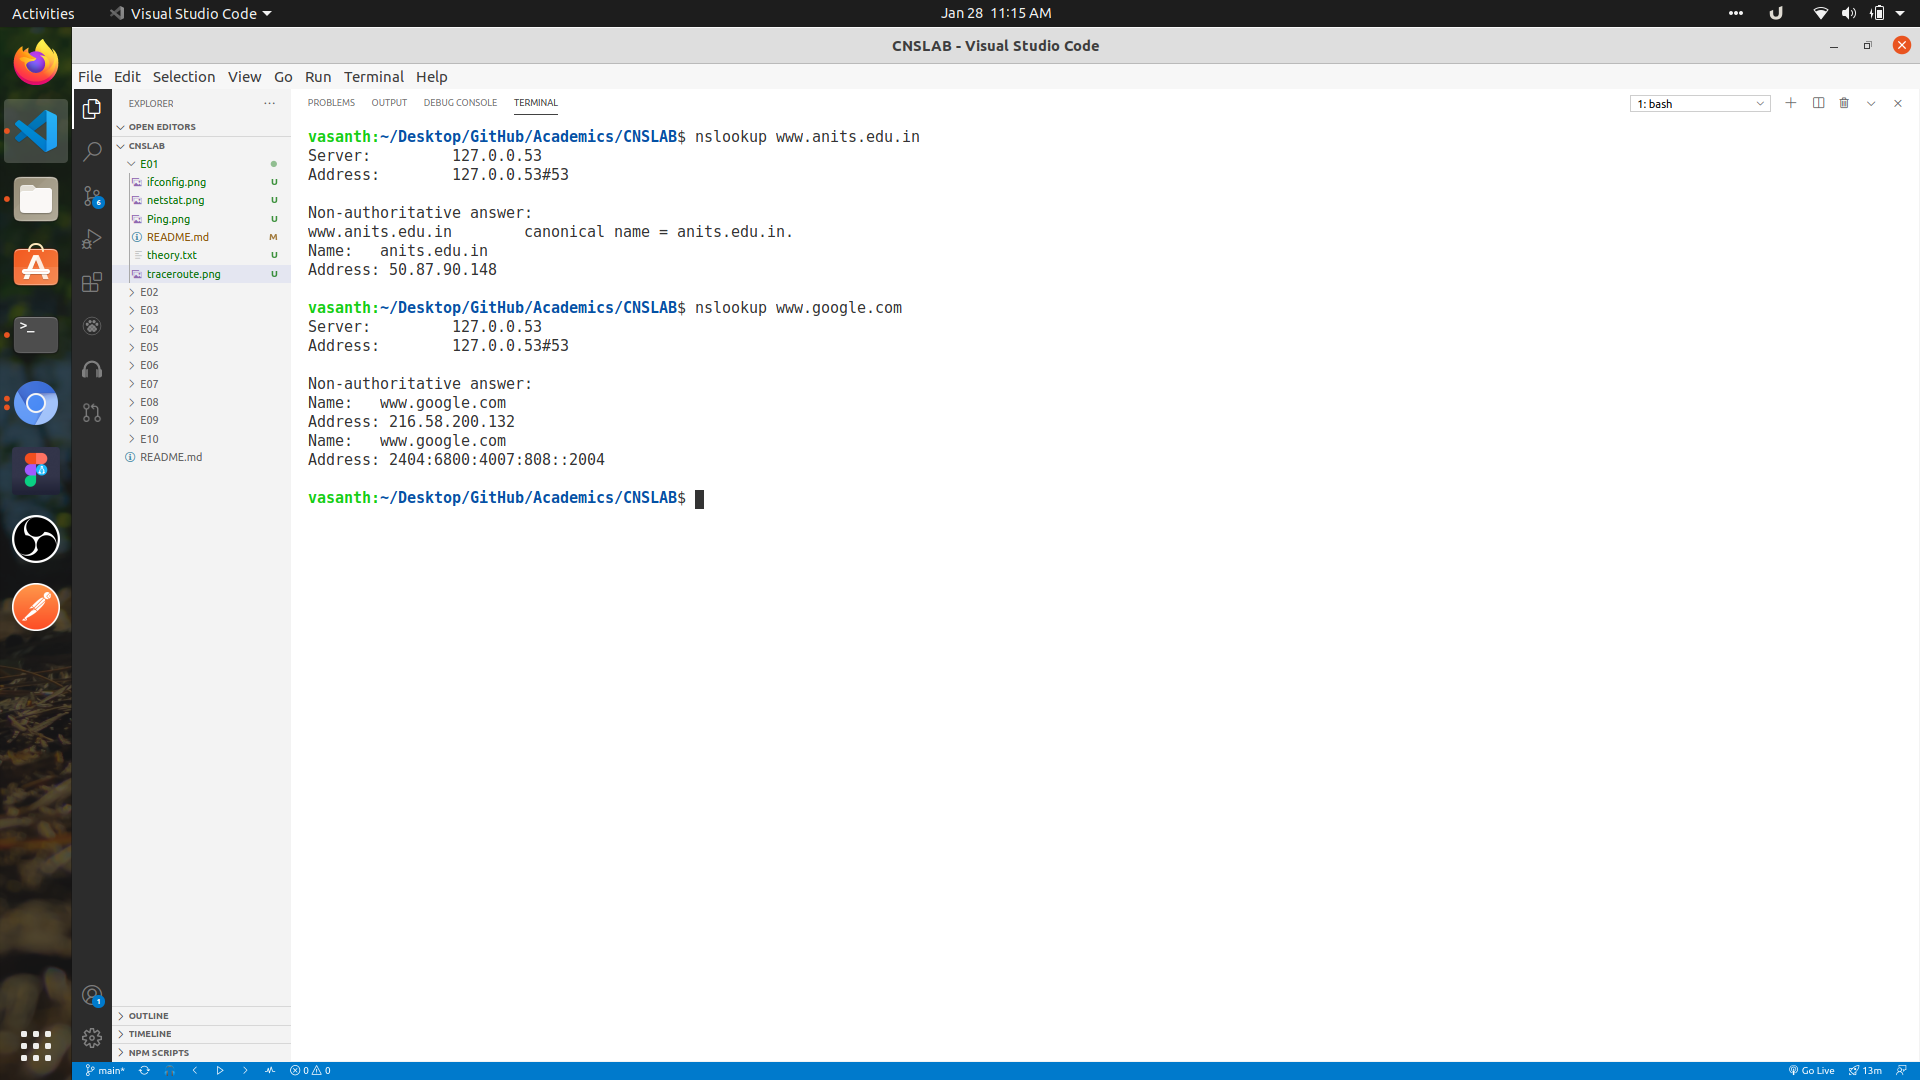 Activities
Visual Studio Code
Jan 28 11:15 AM
CNSLAB - Visual Studio Code
File Edit Selection View Go Run Terminal Help
EXPLORER
OPEN EDITORS
CNSLAB
E01
ifconfig.png U
netstat.png U
Ping.png U
README.md M
theory.txt U
traceroute.png U
E02
E03
E04
E05
E06
E07
E08
E09
E10
README.md
OUTLINE
TIMELINE
NPM SCRIPTS
6
1
PROBLEMS OUTPUT DEBUG CONSOLE TERMINAL
1: bash
vasanth:~/Desktop/GitHub/Academics/CNSLAB$ nslookup www.anits.edu.in
Server: 127.0.0.53
Address: 127.0.0.53#53
Non-authoritative answer:
www.anits.edu.in canonical name = anits.edu.in.
Name: anits.edu.in
Address: 50.87.90.148
vasanth:~/Desktop/GitHub/Academics/CNSLAB$ nslookup www.google.com
Server: 127.0.0.53
Address: 127.0.0.53#53
Non-authoritative answer:
Name: www.google.com
Address: 216.58.200.132
Name: www.google.com
Address: 2404:6800:4007:808::2004
vasanth:~/Desktop/GitHub/Academics/CNSLAB$
main* 0 0 Go Live 13m